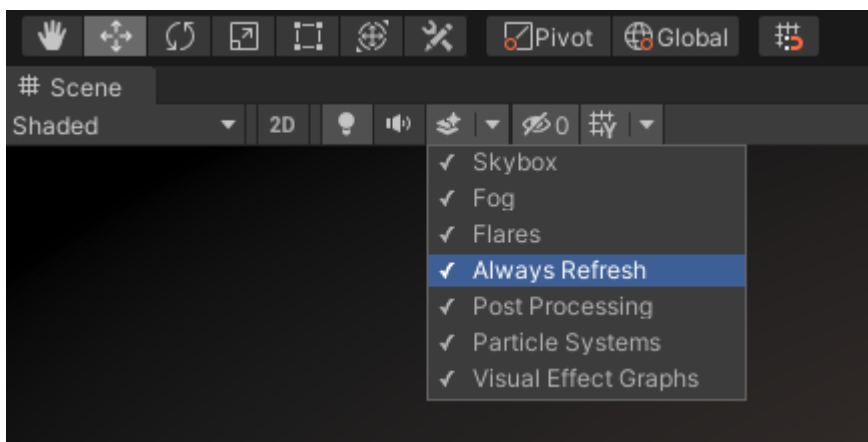 Pivot Global
Scene
Shaded 2D 0 Y
Skybox
Fog
Flares
Always Refresh
Post Processing
Particle Systems
Visual Effect Graphs